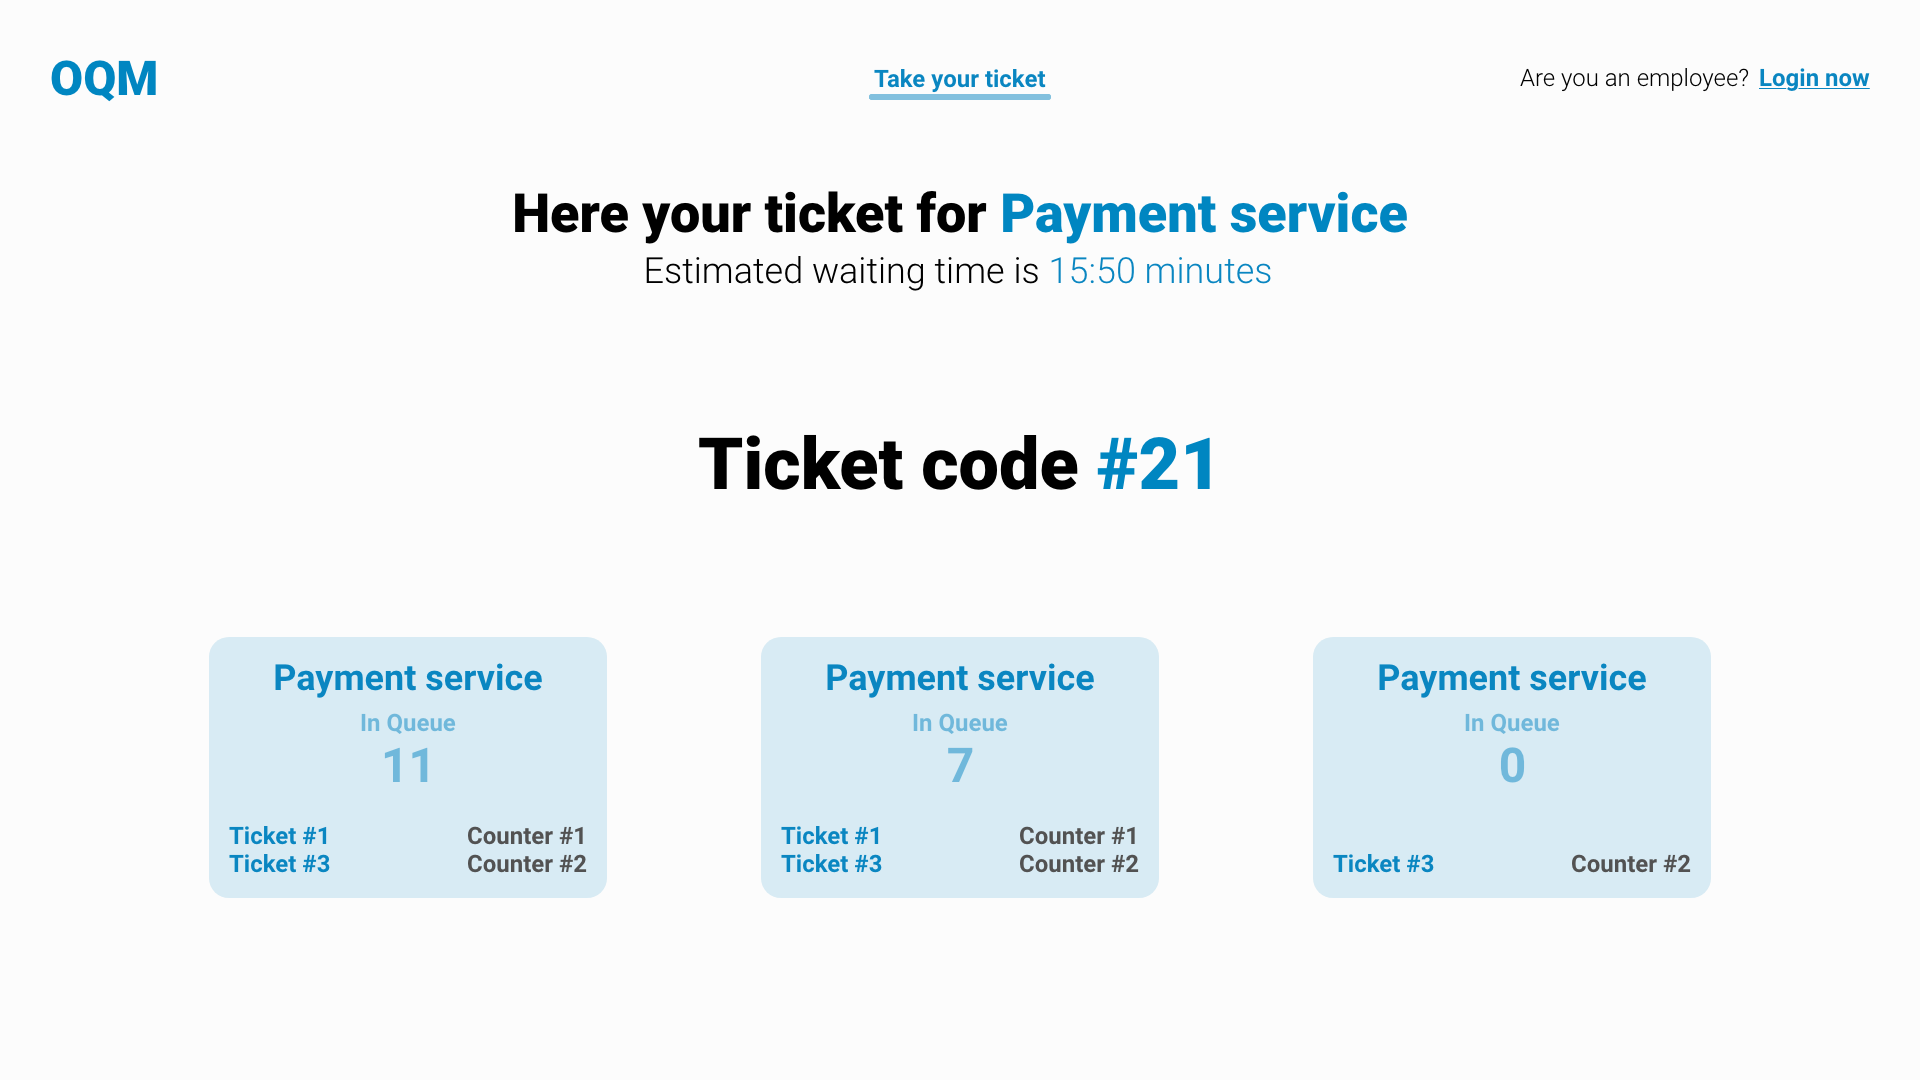 OQM
Take your ticket
Are you an employee? Login now
Here your ticket for Payment service
Estimated waiting time is 15:50 minutes
Ticket code #21
Payment service
In Queue
11
Ticket #1 Counter #1
Ticket #3 Counter #2
Payment service
In Queue
7
Ticket #1 Counter #1
Ticket #3 Counter #2
Payment service
In Queue
0
Ticket #3 Counter #2